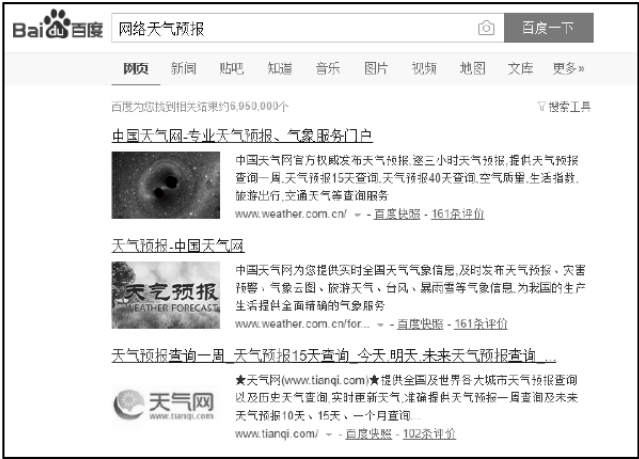 Bai du 百度 网络天气预报 百度一下
网页 新闻 贴吧 知道 音乐 图片 视频 地图 文库 更多»
百度为您找到相关结果约6,950,000个 搜索工具
中国天气网-专业天气预报、气象服务门户
中国天气网官方权威发布天气预报,逐三小时天气预报,提供天气预报
查询一周,天气预报15天查询,天气预报40天查询,空气质量,生活指数,
旅游出行,交通天气等查询服务
www.weather.com.cn/ - 百度快照 - 161条评价
天气预报-中国天气网
天气预报
WEATHER FORECAST
中国天气网为您提供实时全国天气气象信息,及时发布天气预报、灾害
预警、气象云图、旅游天气、台风、暴雨雪等气象信息,为我国的生产
生活提供全面精确的气象服务
www.weather.com.cn/for... - 百度快照 - 161条评价
天气预报查询一周_天气预报15天查询_今天,明天,未来天气预报查询_...
天气网
www.tianqi.com
★天气网(www.tianqi.com)★提供全国及世界各大城市天气预报查询
以及历史天气查询,实时更新天气,准确提供天气预报一周查询及未来
天气预报10天、15天、一个月查询...
www.tianqi.com/ - 百度快照 - 102条评价